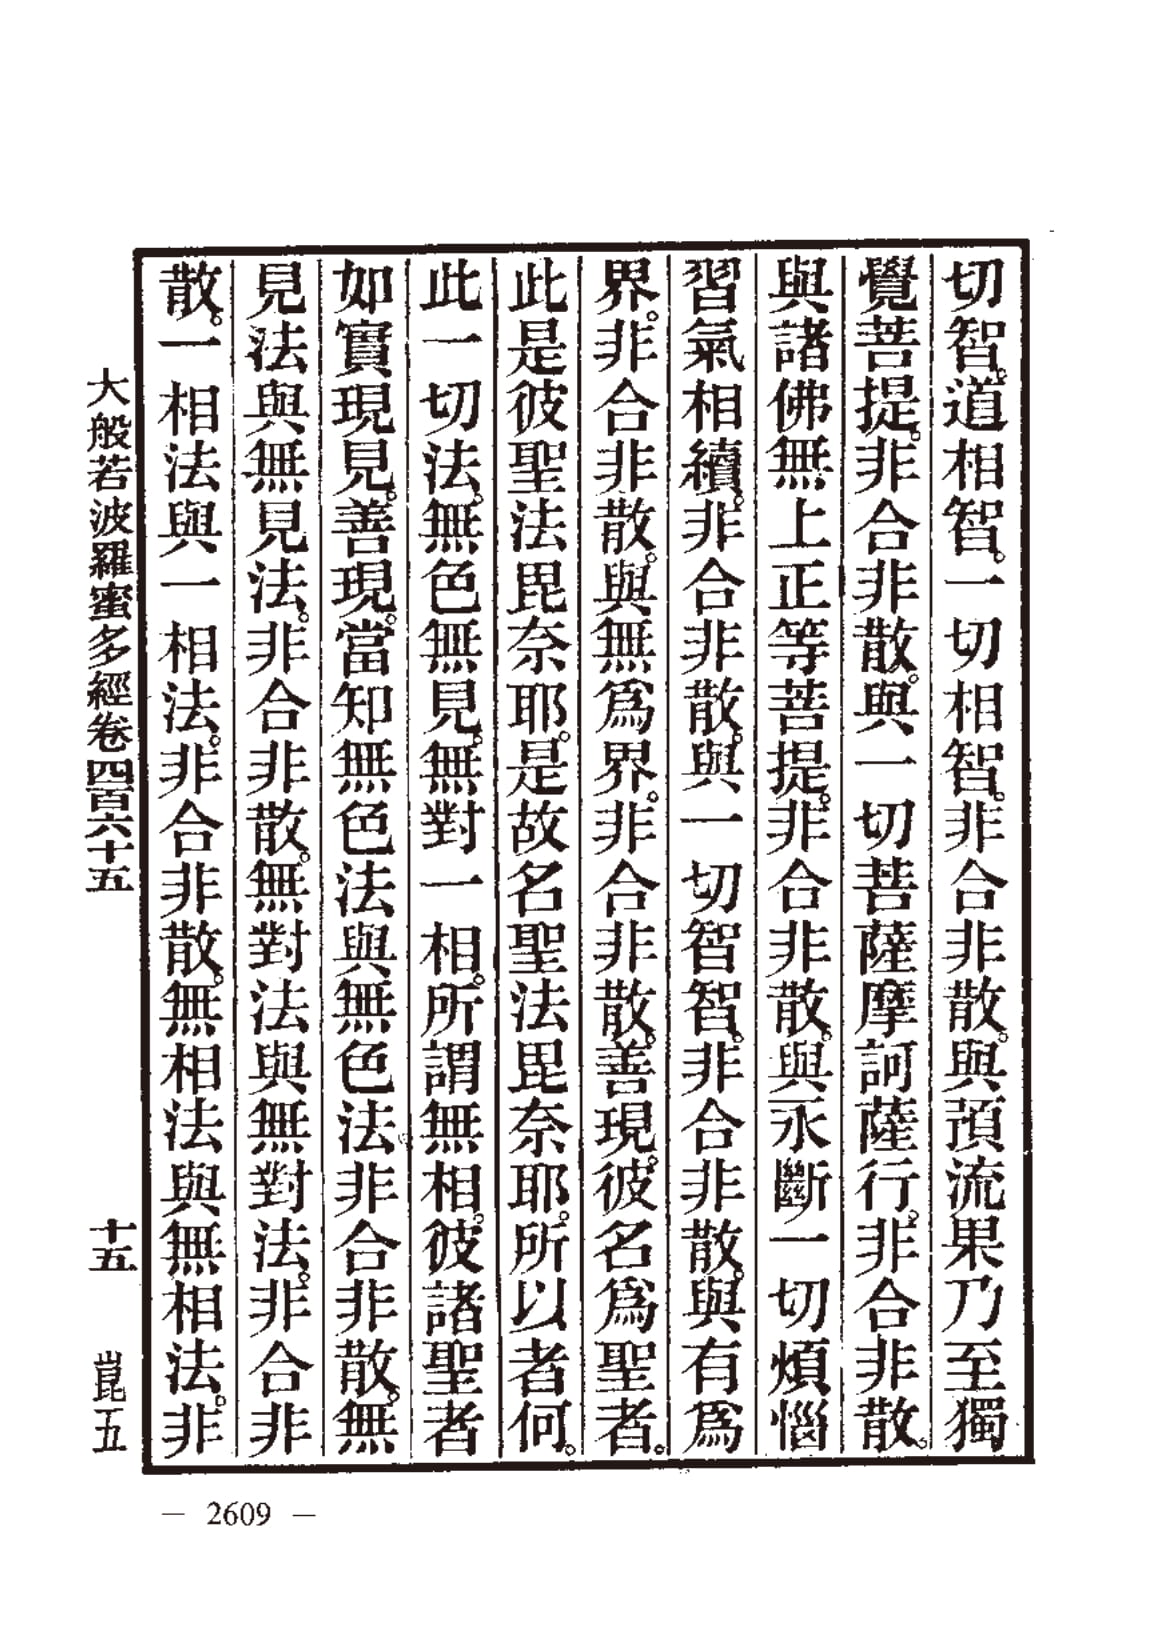 切智。道相智。一切相智。非合非散。與預流果乃至獨
覺菩提。非合非散。與一切菩薩摩訶薩行。非合非散。
與諸佛無上正等菩提。非合非散。與永斷一切煩惱
習氣相續。非合非散。與一切智智。非合非散。與有爲
界。非合非散。與無爲界。非合非散。善現。彼名爲聖者。
此是彼聖法毘奈耶。是故名聖法毘奈耶。所以者何。
此一切法。無色無見。無對一相。所謂無相。彼諸聖者
如實現見。善現。當知無色法與無色法非合非散。無
見法與無見法。非合非散。無對法與無對法。非合非
散。一相法與一相法。非合非散。無相法與無相法。非
大般若波羅蜜多經卷四百六十五 十五 崑五
— 2609 —